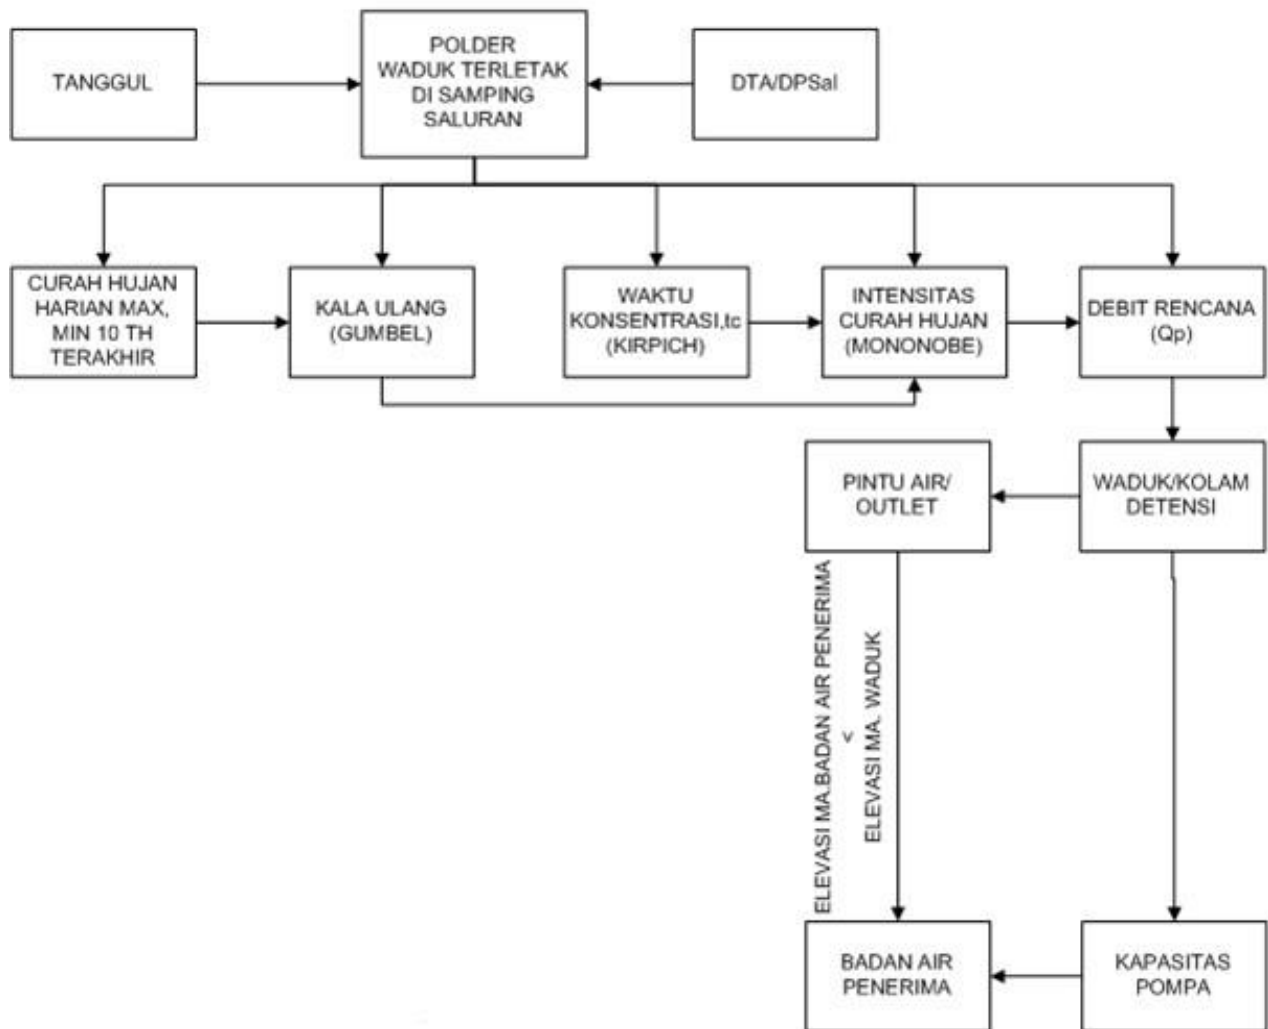 TANGGUL
POLDER
WADUK TERLETAK
DI SAMPING
SALURAN
DTA/DPSal
CURAH HUJAN
HARIAN MAX,
MIN 10 TH
TERAKHIR
KALA ULANG
(GUMBEL)
WAKTU
KONSENTRASI,tc
(KIRPICH)
INTENSITAS
CURAH HUJAN
(MONONOBE)
DEBIT RENCANA
(Qp)
PINTU AIR/
OUTLET
WADUK/KOLAM
DETENSI
ELEVASI MA.BADAN AIR PENERIMA
<
ELEVASI MA. WADUK
BADAN AIR
PENERIMA
KAPASITAS
POMPA